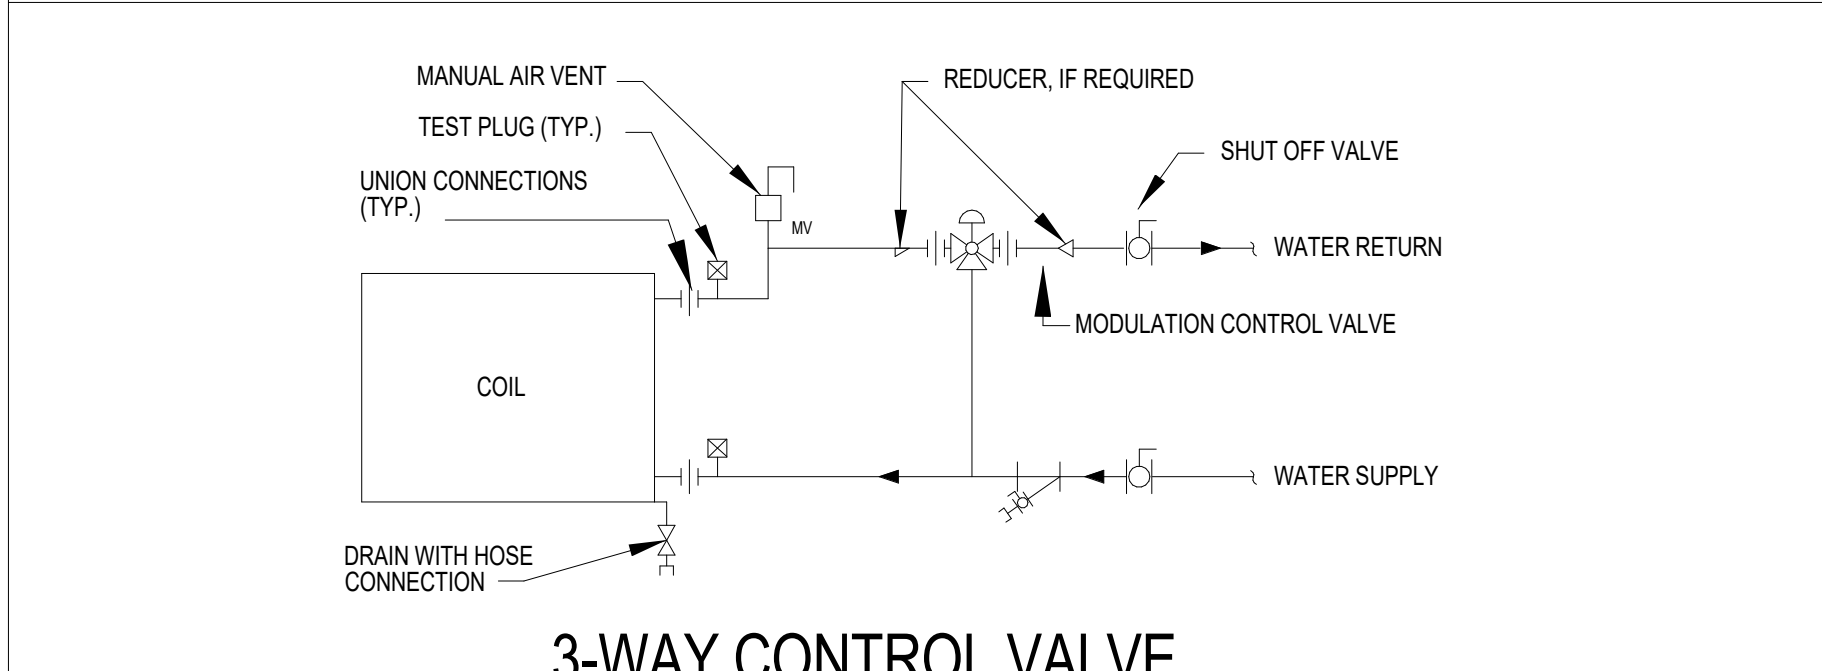 MANUAL AIR VENT
REDUCER, IF REQUIRED
TEST PLUG (TYP.)
SHUT OFF VALVE
UNION CONNECTIONS
(TYP.)
MV
WATER RETURN
MODULATION CONTROL VALVE
COIL
WATER SUPPLY
DRAIN WITH HOSE
CONNECTION
3-WAY CONTROL VALVE